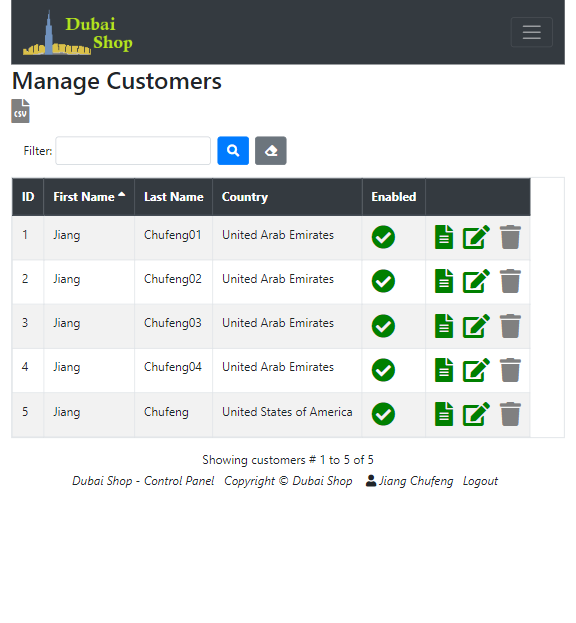 Dubai
Shop
Manage Customers
CSV
Filter:
ID First Name Last Name Country Enabled
1 Jiang Chufeng01 United Arab Emirates
2 Jiang Chufeng02 United Arab Emirates
3 Jiang Chufeng03 United Arab Emirates
4 Jiang Chufeng04 United Arab Emirates
5 Jiang Chufeng United States of America
Showing customers # 1 to 5 of 5
Dubai Shop - Control Panel Copyright © Dubai Shop Jiang Chufeng Logout